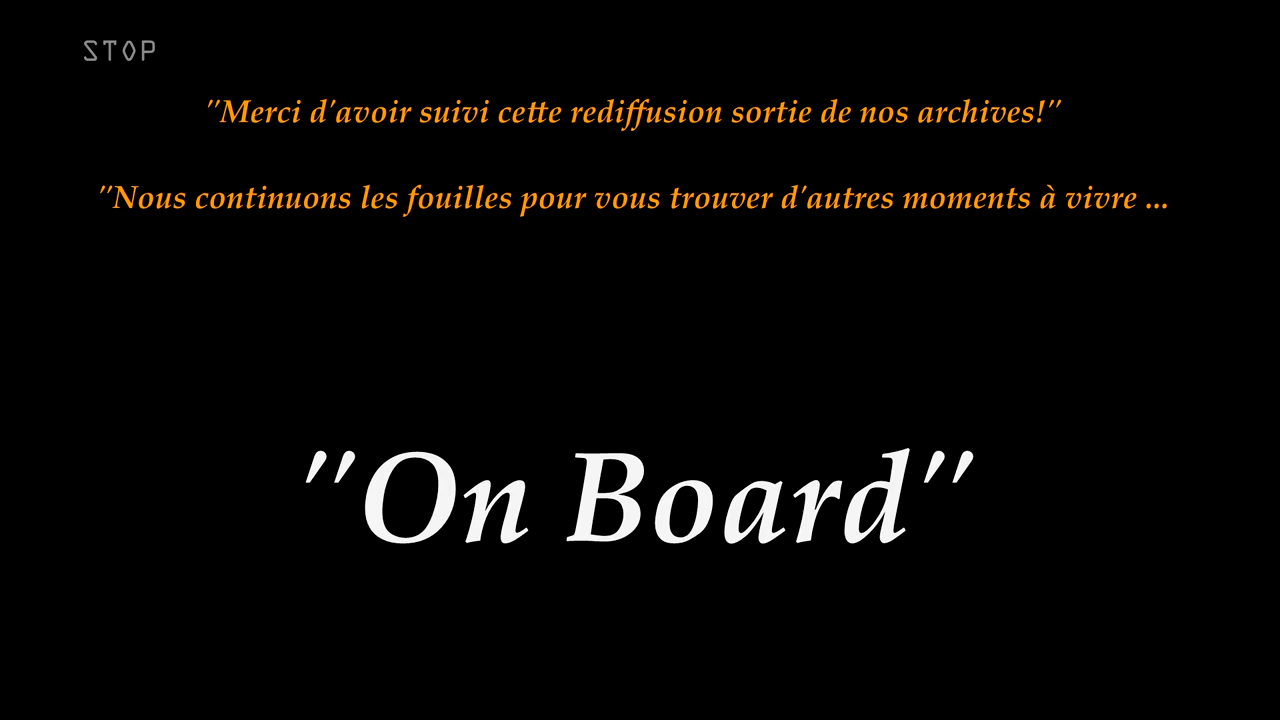 STOP
"Merci d'avoir suivi cette rediffusion sortie de nos archives!"
"Nous continuons les fouilles pour vous trouver d'autres moments à vivre ...
"On Board"